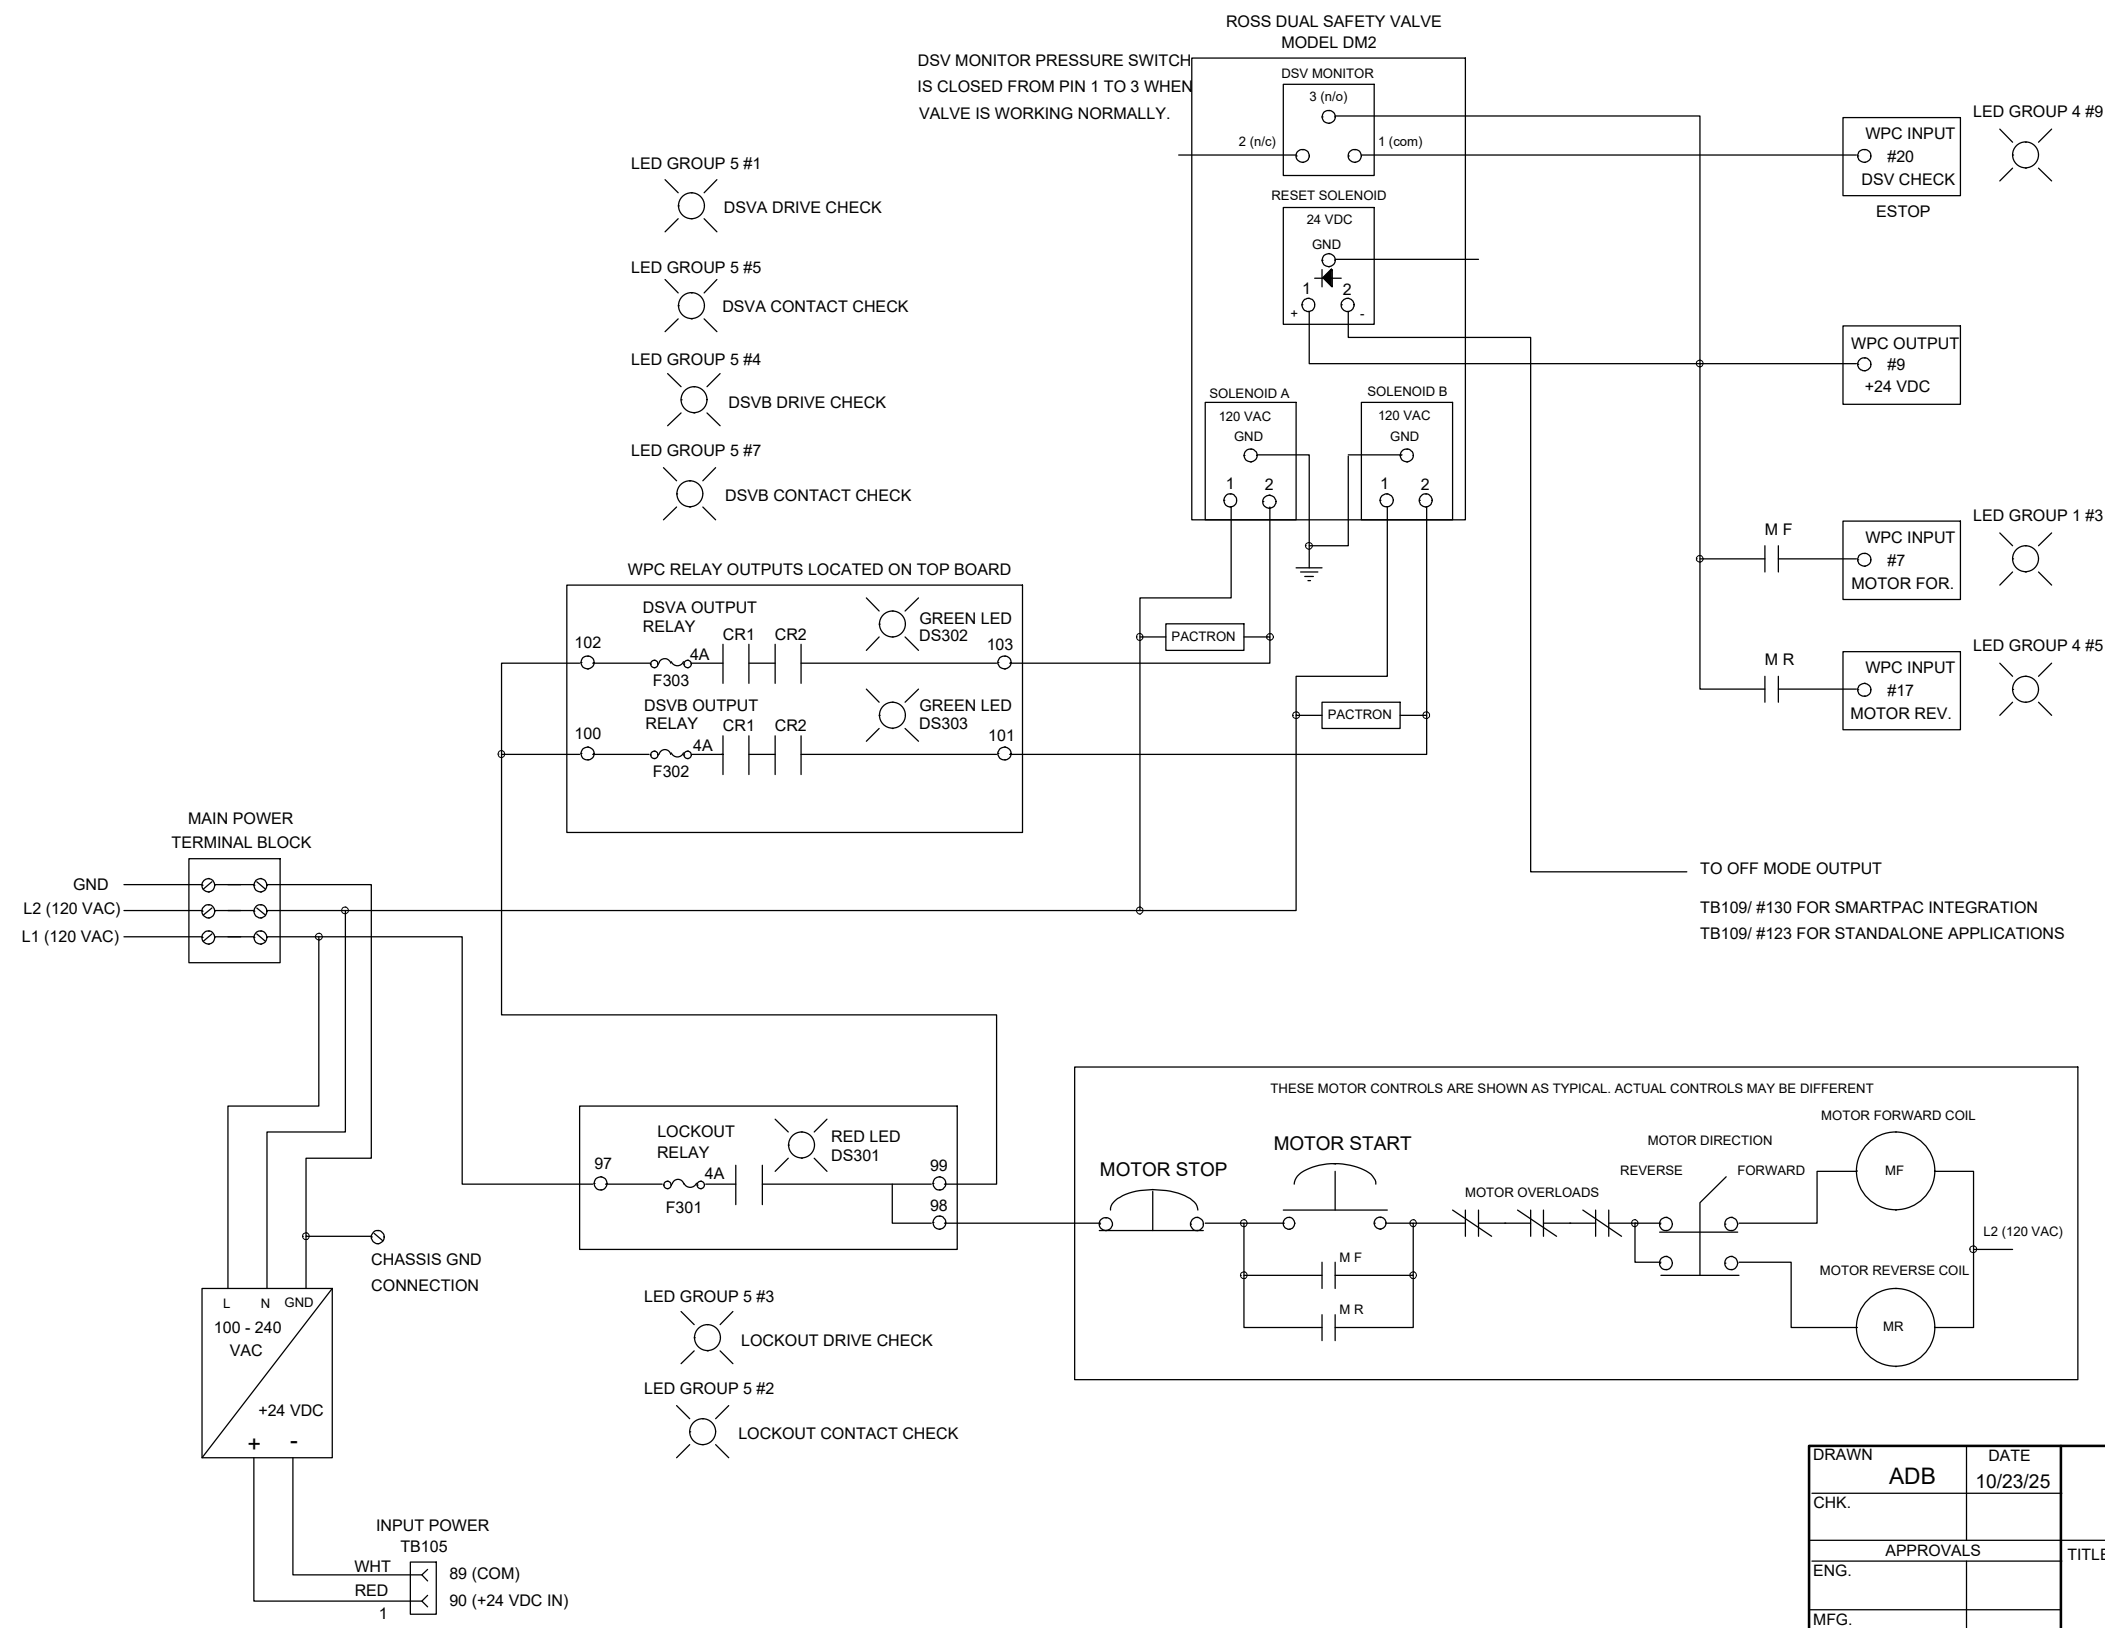 ROSS DUAL SAFETY VALVE
MODEL DM2
DSV MONITOR PRESSURE SWITCH
IS CLOSED FROM PIN 1 TO 3 WHEN
VALVE IS WORKING NORMALLY.
DSV MONITOR
3 (n/o)
2 (n/c)
1 (com)
RESET SOLENOID
24 VDC
GND
1
2
+
-
SOLENOID A
120 VAC
GND
1
2
SOLENOID B
120 VAC
GND
1
2
LED GROUP 4 #9
WPC INPUT
#20
DSV CHECK
ESTOP
WPC OUTPUT
#9
+24 VDC
LED GROUP 1 #3
M F
WPC INPUT
#7
MOTOR FOR.
LED GROUP 4 #5
M R
WPC INPUT
#17
MOTOR REV.
LED GROUP 5 #1
DSVA DRIVE CHECK
LED GROUP 5 #5
DSVA CONTACT CHECK
LED GROUP 5 #4
DSVB DRIVE CHECK
LED GROUP 5 #7
DSVB CONTACT CHECK
WPC RELAY OUTPUTS LOCATED ON TOP BOARD
DSVA OUTPUT
RELAY
CR1
CR2
GREEN LED
DS302
102
4A
F303
103
DSVB OUTPUT
RELAY
CR1
CR2
GREEN LED
DS303
100
4A
F302
101
PACTRON
PACTRON
MAIN POWER
TERMINAL BLOCK
GND
L2 (120 VAC)
L1 (120 VAC)
TO OFF MODE OUTPUT
TB109/ #130 FOR SMARTPAC INTEGRATION
TB109/ #123 FOR STANDALONE APPLICATIONS
LOCKOUT
RELAY
RED LED
DS301
97
4A
F301
99
98
LED GROUP 5 #3
LOCKOUT DRIVE CHECK
LED GROUP 5 #2
LOCKOUT CONTACT CHECK
THESE MOTOR CONTROLS ARE SHOWN AS TYPICAL. ACTUAL CONTROLS MAY BE DIFFERENT
MOTOR STOP
MOTOR START
M F
M R
MOTOR OVERLOADS
MOTOR DIRECTION
REVERSE
FORWARD
MOTOR FORWARD COIL
MF
L2 (120 VAC)
MOTOR REVERSE COIL
MR
CHASSIS GND
CONNECTION
L
N
GND
100 - 240
VAC
+24 VDC
+
-
INPUT POWER
TB105
WHT
89 (COM)
RED
90 (+24 VDC IN)
1
DRAWN
ADB
DATE
10/23/25
CHK.
APPROVALS
TITLE
ENG.
MFG.